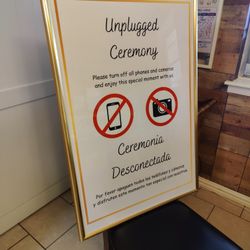 Unplugged
Ceremony
Please turn off all phones and cameras
and enjoy this special moment with us.
Ceremonia
Desconectada
Por favor apaguen todos los teléfonos y cámaras
y disfruten este momento tan especial con nosotros.